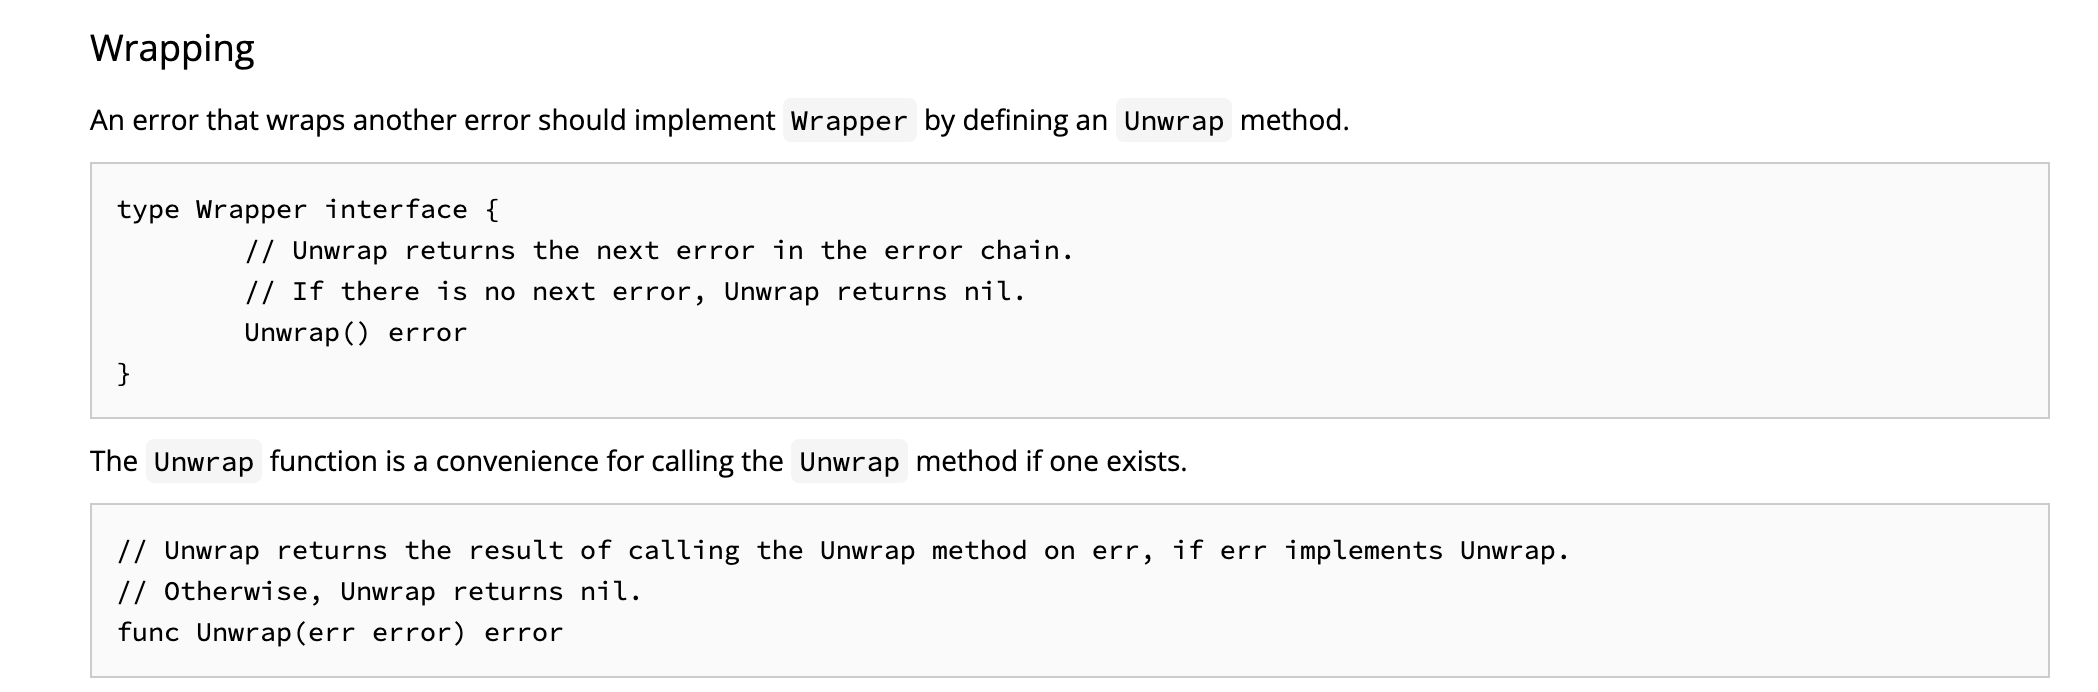 Wrapping
An error that wraps another error should implement Wrapper by defining an Unwrap method.
type Wrapper interface {
        // Unwrap returns the next error in the error chain.
        // If there is no next error, Unwrap returns nil.
        Unwrap() error
}
The Unwrap function is a convenience for calling the Unwrap method if one exists.
// Unwrap returns the result of calling the Unwrap method on err, if err implements Unwrap.
// Otherwise, Unwrap returns nil.
func Unwrap(err error) error